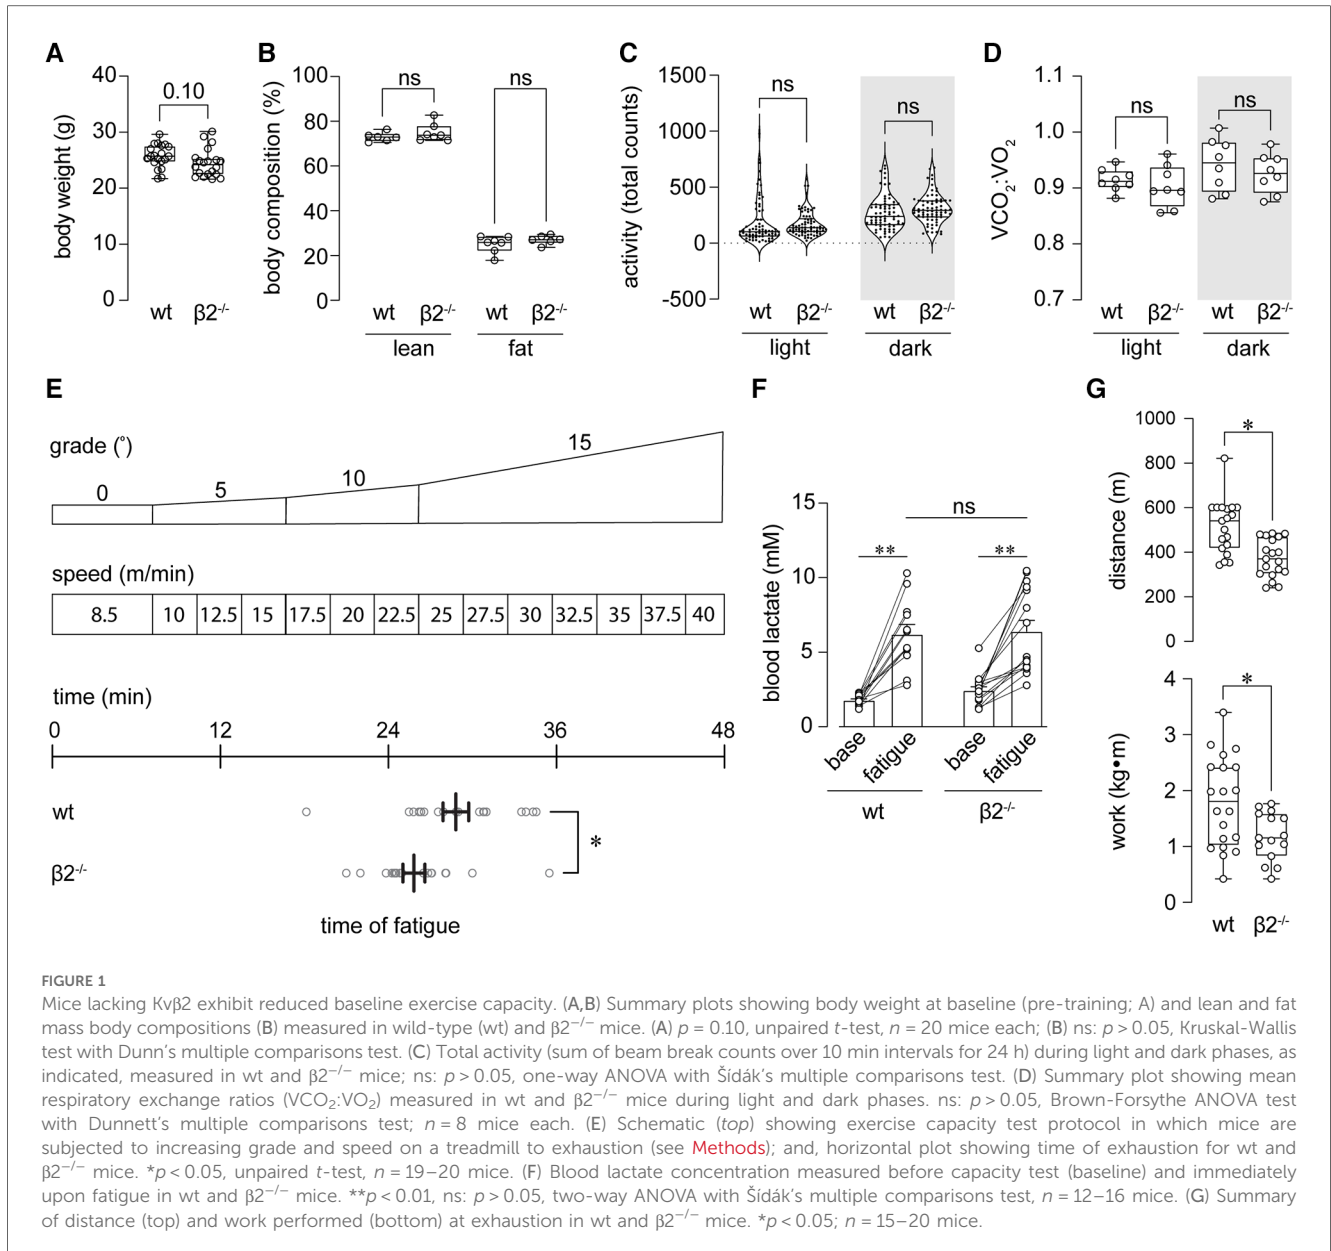 A
body weight (g)
40
30
20
10
0
0.10
wt
β2-/-
B
body composition (%)
100
80
60
40
20
0
ns
ns
wt
β2-/-
wt
β2-/-
lean
fat
C
activity (total counts)
1500
1000
500
0
-500
ns
ns
wt
β2-/-
wt
β2-/-
light
dark
D
VCO2:VO2
1.1
1.0
0.9
0.8
0.7
ns
ns
wt
β2-/-
wt
β2-/-
light
dark
E
grade (°)
0
5
10
15
speed (m/min)
8.5 10 12.5 15 17.5 20 22.5 25 27.5 30 32.5 35 37.5 40
time (min)
0 12 24 36 48
wt
β2-/-
*
time of fatigue
F
blood lactate (mM)
15
10
5
0
**
ns
**
base
fatigue
base
fatigue
wt
β2-/-
G
distance (m)
1000
800
600
400
200
0
*
work (kg•m)
4
3
2
1
0
*
wt
β2-/-
FIGURE 1
Mice lacking Kvβ2 exhibit reduced baseline exercise capacity. (A,B) Summary plots showing body weight at baseline (pre-training; A) and lean and fat
mass body compositions (B) measured in wild-type (wt) and β2−/− mice. (A) p = 0.10, unpaired t-test, n = 20 mice each; (B) ns: p > 0.05, Kruskal-Wallis
test with Dunn's multiple comparisons test. (C) Total activity (sum of beam break counts over 10 min intervals for 24 h) during light and dark phases, as
indicated, measured in wt and β2−/− mice; ns: p > 0.05, one-way ANOVA with Šídák's multiple comparisons test. (D) Summary plot showing mean
respiratory exchange ratios (VCO2:VO2) measured in wt and β2−/− mice during light and dark phases. ns: p > 0.05, Brown-Forsythe ANOVA test
with Dunnett's multiple comparisons test; n = 8 mice each. (E) Schematic (top) showing exercise capacity test protocol in which mice are
subjected to increasing grade and speed on a treadmill to exhaustion (see Methods); and, horizontal plot showing time of exhaustion for wt and
β2−/− mice. *p < 0.05, unpaired t-test, n = 19–20 mice. (F) Blood lactate concentration measured before capacity test (baseline) and immediately
upon fatigue in wt and β2−/− mice. **p < 0.01, ns: p > 0.05, two-way ANOVA with Šídák's multiple comparisons test, n = 12–16 mice. (G) Summary
of distance (top) and work performed (bottom) at exhaustion in wt and β2−/− mice. *p < 0.05; n = 15–20 mice.